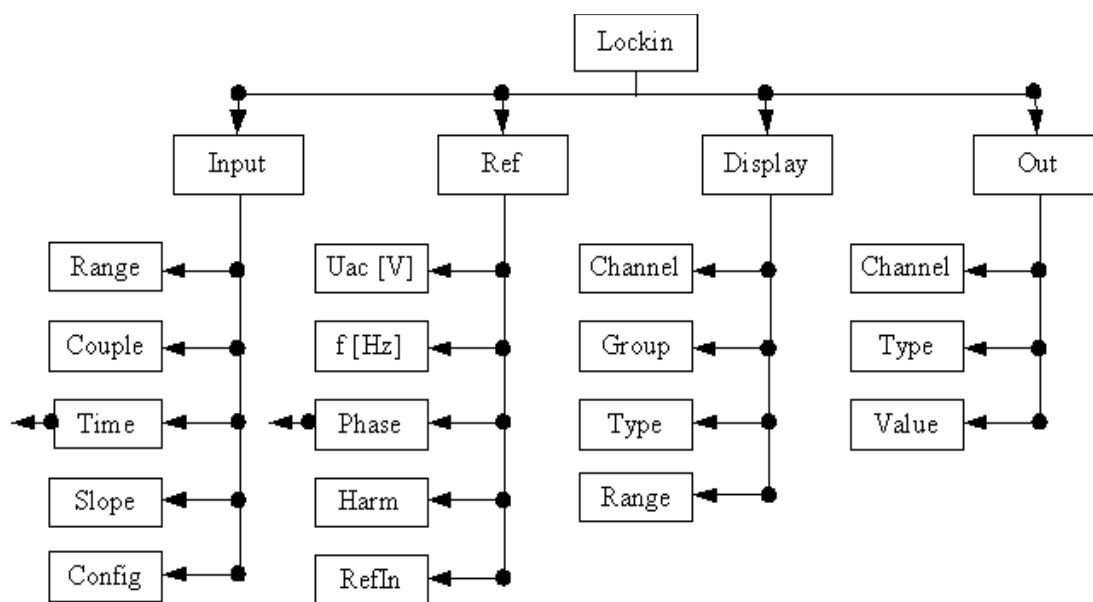 Lockin
Input
Ref
Display
Out
Range
Uac [V]
Channel
Channel
Couple
f [Hz]
Group
Type
Time
Phase
Type
Value
Slope
Harm
Range
Config
RefIn